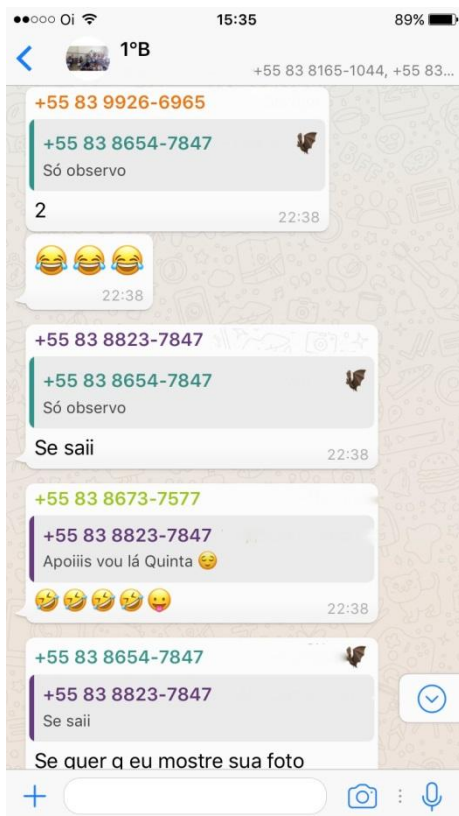 Oi 15:35 89%
1°B
+55 83 8165-1044, +55 83...
+55 83 9926-6965
+55 83 8654-7847
Só observo
2
22:38
😂😂😂
22:38
+55 83 8823-7847
+55 83 8654-7847
Só observo
Se saii
22:38
+55 83 8673-7577
+55 83 8823-7847
Apoiiis vou lá Quinta 😌
🤣🤣🤣🤣😛
22:38
+55 83 8654-7847
+55 83 8823-7847
Se saii
Se quer q eu mostre sua foto